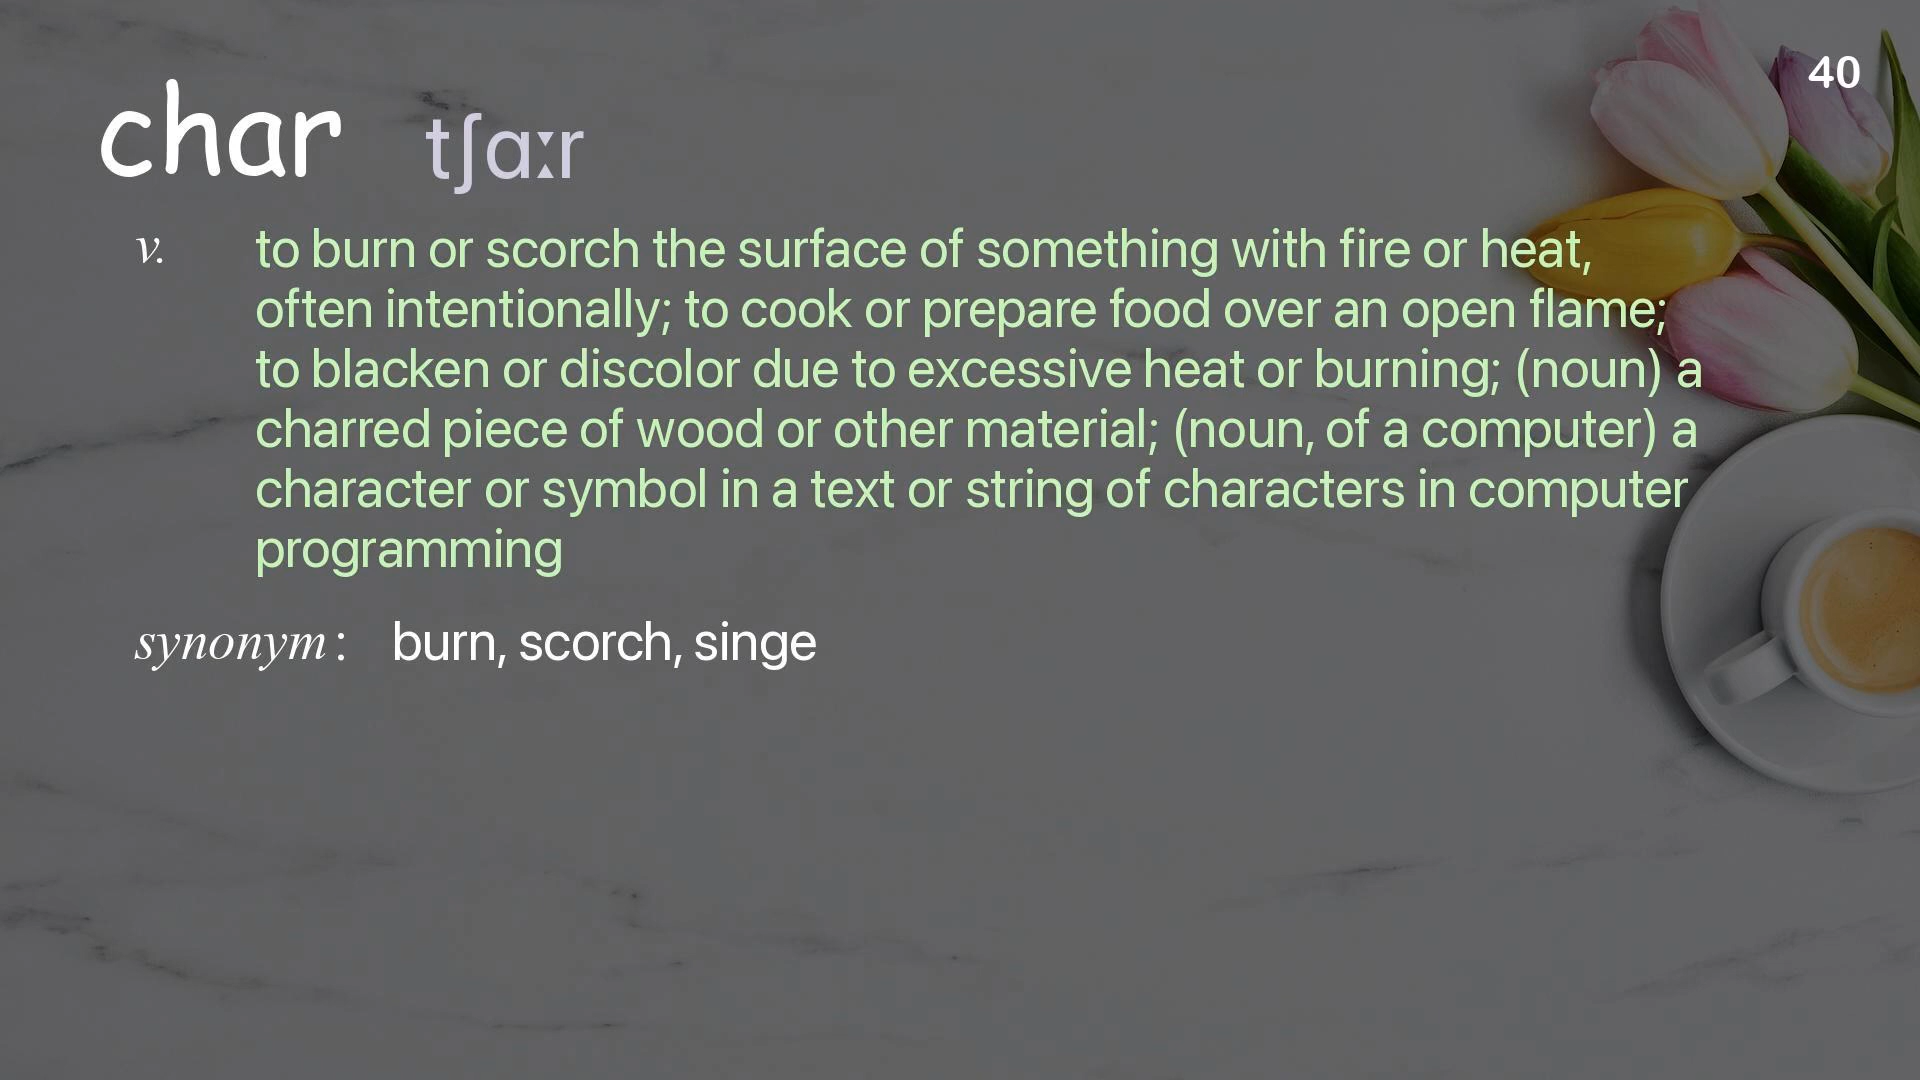 40
char tʃɑːr
v. to burn or scorch the surface of something with fire or heat,
often intentionally; to cook or prepare food over an open flame;
to blacken or discolor due to excessive heat or burning; (noun) a
charred piece of wood or other material; (noun, of a computer) a
character or symbol in a text or string of characters in computer
programming
synonym : burn, scorch, singe